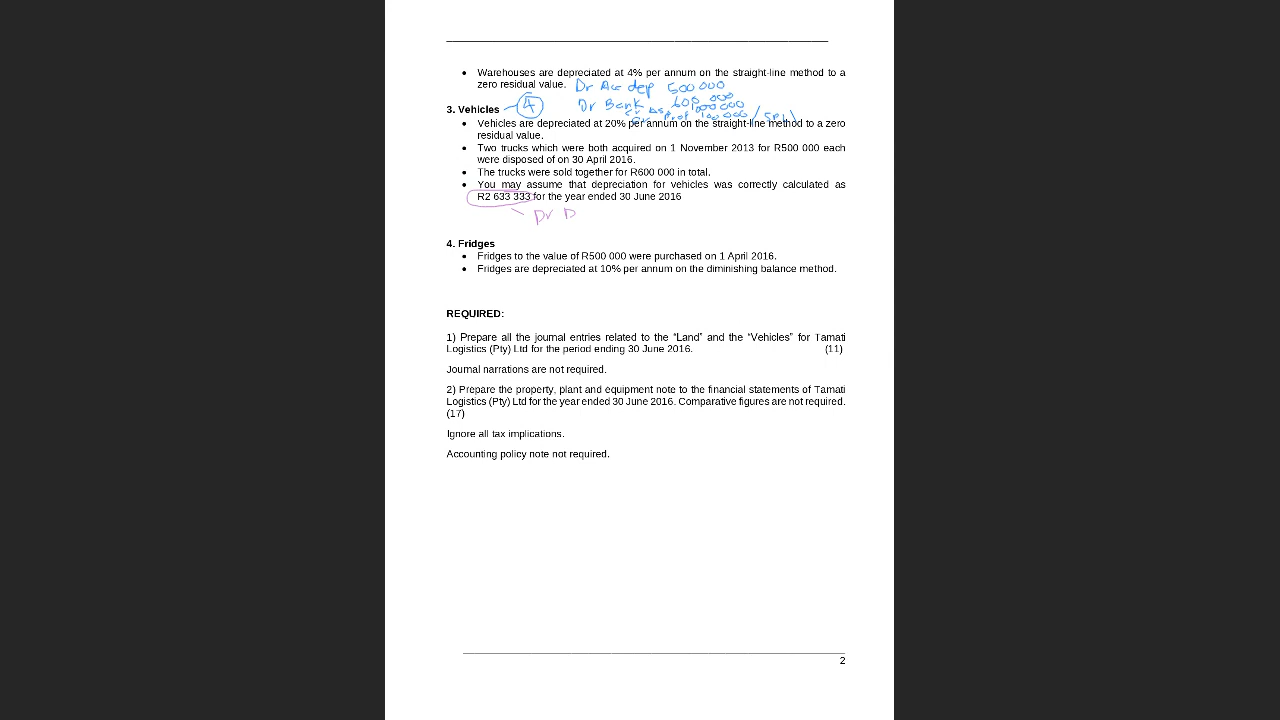 • Warehouses are depreciated at 4% per annum on the straight-line method to a
zero residual value. Dr Acc dep 500 000
3. Vehicles 4 Dr Bank 600 000
• Vehicles are depreciated at 20% per annum on the straight-line method to a zero
residual value.
• Two trucks which were both acquired on 1 November 2013 for R500 000 each
were disposed of on 30 April 2016.
• The trucks were sold together for R600 000 in total.
• You may assume that depreciation for vehicles was correctly calculated as
R2 633 333 for the year ended 30 June 2016
Dr D
4. Fridges
• Fridges to the value of R500 000 were purchased on 1 April 2016.
• Fridges are depreciated at 10% per annum on the diminishing balance method.
REQUIRED:
1) Prepare all the journal entries related to the “Land” and the “Vehicles” for Tamati
Logistics (Pty) Ltd for the period ending 30 June 2016. (11)
Journal narrations are not required.
2) Prepare the property, plant and equipment note to the financial statements of Tamati
Logistics (Pty) Ltd for the year ended 30 June 2016. Comparative figures are not required.
(17)
Ignore all tax implications.
Accounting policy note not required.
2